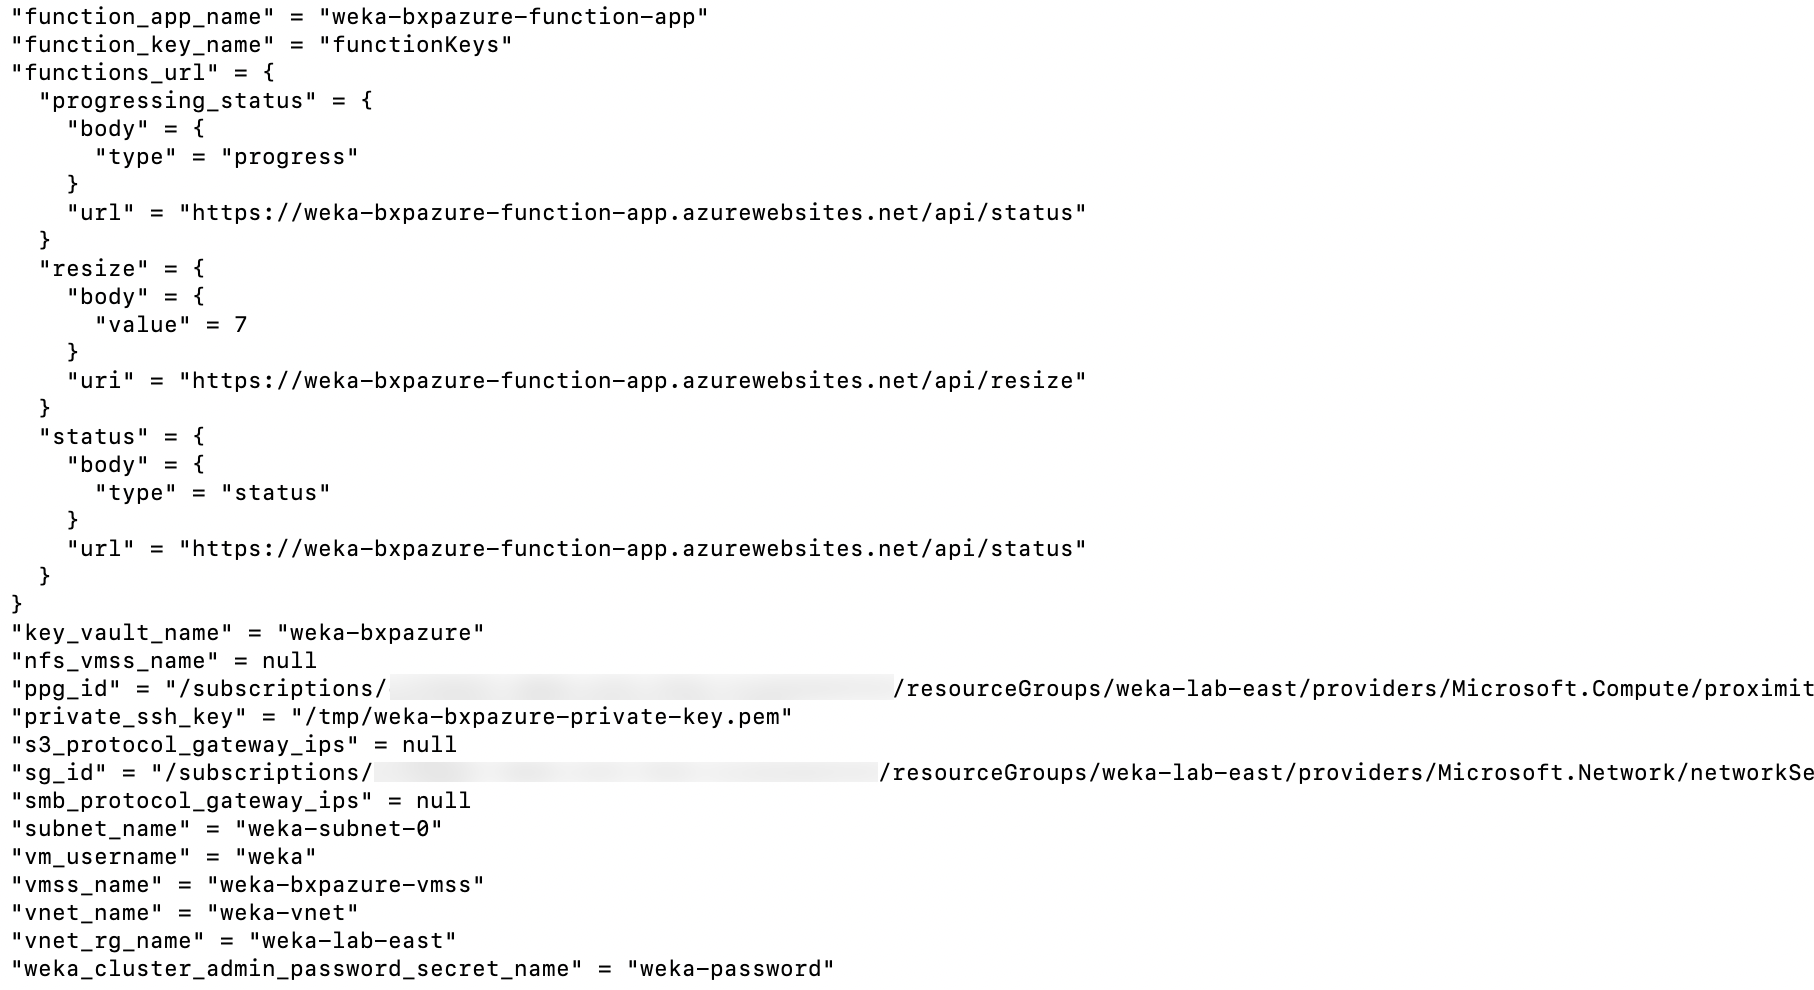 "function_app_name" = "weka-bxpazure-function-app"
"function_key_name" = "functionKeys"
"functions_url" = {
  "progressing_status" = {
    "body" = {
      "type" = "progress"
    }
    "url" = "https://weka-bxpazure-function-app.azurewebsites.net/api/status"
  }
  "resize" = {
    "body" = {
      "value" = 7
    }
    "uri" = "https://weka-bxpazure-function-app.azurewebsites.net/api/resize"
  }
  "status" = {
    "body" = {
      "type" = "status"
    }
    "url" = "https://weka-bxpazure-function-app.azurewebsites.net/api/status"
  }
}
"key_vault_name" = "weka-bxpazure"
"nfs_vmss_name" = null
"ppg_id" = "/subscriptions/ /resourceGroups/weka-lab-east/providers/Microsoft.Compute/proximit
"private_ssh_key" = "/tmp/weka-bxpazure-private-key.pem"
"s3_protocol_gateway_ips" = null
"sg_id" = "/subscriptions/ /resourceGroups/weka-lab-east/providers/Microsoft.Network/networkSe
"smb_protocol_gateway_ips" = null
"subnet_name" = "weka-subnet-0"
"vm_username" = "weka"
"vmss_name" = "weka-bxpazure-vmss"
"vnet_name" = "weka-vnet"
"vnet_rg_name" = "weka-lab-east"
"weka_cluster_admin_password_secret_name" = "weka-password"